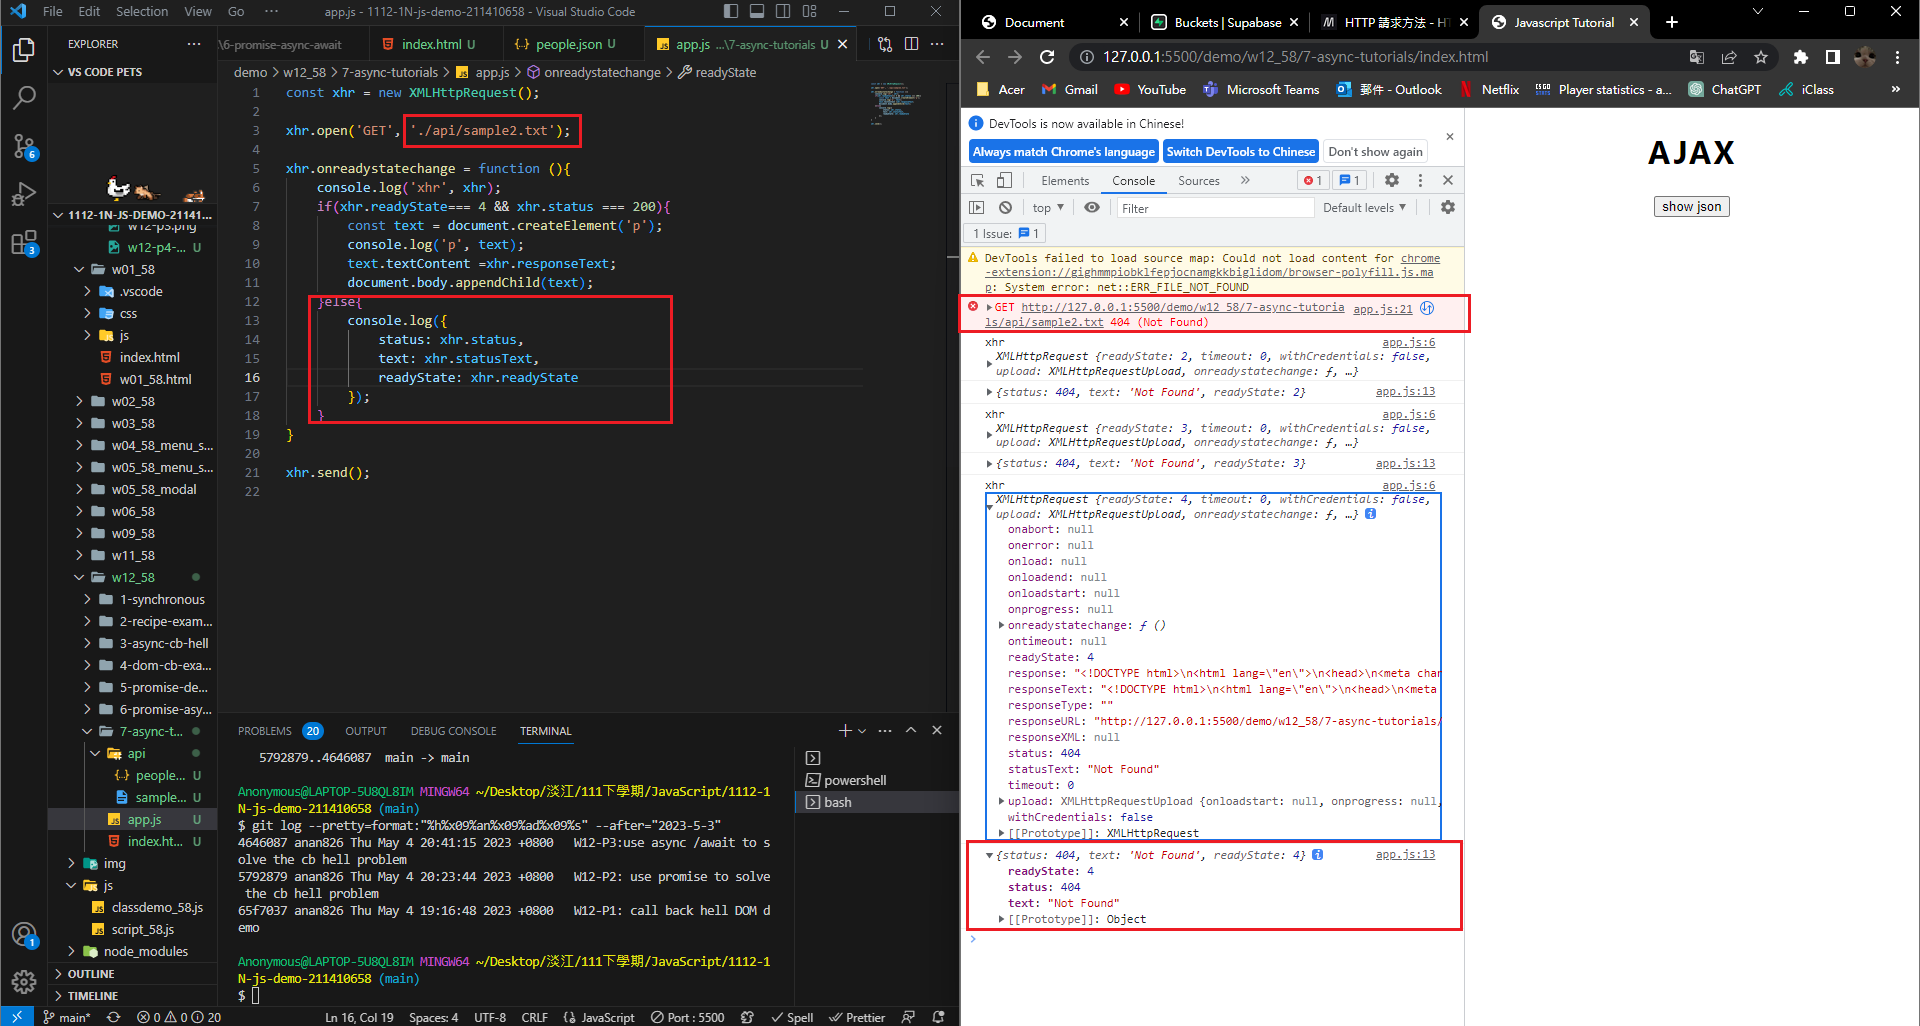 File Edit Selection View Go ··· app.js - 1112-1N-js-demo-211410658 - Visual Studio Code
EXPLORER ···
VS CODE PETS
1112-1N-JS-DEMO-21141...
w12-p3.png
w12-p4-... U
w01_58
.vscode
css
js
index.html
w01_58.html
w02_58
w03_58
w04_58_menu_s...
w05_58_menu_s...
w05_58_modal
w06_58
w09_58
w11_58
w12_58
1-synchronous
2-recipe-exam...
3-async-cb-hell
4-dom-cb-exa...
5-promise-de...
6-promise-asy...
7-async-t...
api
people... U
sample... U
app.js U
index.ht... U
img
js
classdemo_58.js
script_58.js
node_modules
OUTLINE
TIMELINE
6
3
1
\6-promise-async-await index.html U people.json U app.js ...\7-async-tutorials U
demo > w12_58 > 7-async-tutorials > app.js > onreadystatechange > readyState
1 const xhr = new XMLHttpRequest();
2
3 xhr.open('GET', './api/sample2.txt');
4
5 xhr.onreadystatechange = function (){
6 console.log('xhr', xhr);
7 if(xhr.readyState=== 4 && xhr.status === 200){
8 const text = document.createElement('p');
9 console.log('p', text);
10 text.textContent =xhr.responseText;
11 document.body.appendChild(text);
12 }else{
13 console.log({
14 status: xhr.status,
15 text: xhr.statusText,
16 readyState: xhr.readyState
17 });
18 }
19 }
20
21 xhr.send();
22
PROBLEMS 20 OUTPUT DEBUG CONSOLE TERMINAL
5792879..4646087 main -> main
Anonymous@LAPTOP-5U8QL8IM MINGW64 ~/Desktop/淡江/111下學期/JavaScript/1112-1
N-js-demo-211410658 (main)
$ git log --pretty=format:"%h%x09%an%x09%ad%x09%s" --after="2023-5-3"
4646087 anan826 Thu May 4 20:41:15 2023 +0800 W12-P3:use async /await to s
olve the cb hell problem
5792879 anan826 Thu May 4 20:23:44 2023 +0800 W12-P2: use promise to solve
the cb hell problem
65f7037 anan826 Thu May 4 19:16:48 2023 +0800 W12-P1: call back hell DOM d
emo
Anonymous@LAPTOP-5U8QL8IM MINGW64 ~/Desktop/淡江/111下學期/JavaScript/1112-1
N-js-demo-211410658 (main)
$
powershell
bash
main* 0 0 20 Ln 16, Col 19 Spaces: 4 UTF-8 CRLF JavaScript Port : 5500 Spell Prettier
Document Buckets | Supabase HTTP 請求方法 - HT Javascript Tutorial
127.0.0.1:5500/demo/w12_58/7-async-tutorials/index.html
Acer Gmail YouTube Microsoft Teams 郵件 - Outlook Netflix Player statistics - a... ChatGPT iClass
DevTools is now available in Chinese!
Always match Chrome's language Switch DevTools to Chinese Don't show again
Elements Console Sources 1 1
top Filter Default levels
1 Issue: 1
DevTools failed to load source map: Could not load content for chrome
-extension://gighmmpiobklfepjocnamgkkbiglidom/browser-polyfill.js.ma
p: System error: net::ERR_FILE_NOT_FOUND
GET http://127.0.0.1:5500/demo/w12_58/7-async-tutoria app.js:21
ls/api/sample2.txt 404 (Not Found)
xhr app.js:6
XMLHttpRequest {readyState: 2, timeout: 0, withCredentials: false,
upload: XMLHttpRequestUpload, onreadystatechange: ƒ, …}
{status: 404, text: 'Not Found', readyState: 2} app.js:13
xhr app.js:6
XMLHttpRequest {readyState: 3, timeout: 0, withCredentials: false,
upload: XMLHttpRequestUpload, onreadystatechange: ƒ, …}
{status: 404, text: 'Not Found', readyState: 3} app.js:13
xhr app.js:6
XMLHttpRequest {readyState: 4, timeout: 0, withCredentials: false,
upload: XMLHttpRequestUpload, onreadystatechange: ƒ, …}
onabort: null
onerror: null
onload: null
onloadend: null
onloadstart: null
onprogress: null
onreadystatechange: ƒ ()
ontimeout: null
readyState: 4
response: "<!DOCTYPE html>\n<html lang=\"en\">\n<head>\n<meta char
responseText: "<!DOCTYPE html>\n<html lang=\"en\">\n<head>\n<meta
responseType: ""
responseURL: "http://127.0.0.1:5500/demo/w12_58/7-async-tutorials/
responseXML: null
status: 404
statusText: "Not Found"
timeout: 0
upload: XMLHttpRequestUpload {onloadstart: null, onprogress: null,
withCredentials: false
[[Prototype]]: XMLHttpRequest
{status: 404, text: 'Not Found', readyState: 4} app.js:13
readyState: 4
status: 404
text: "Not Found"
[[Prototype]]: Object
AJAX
show json